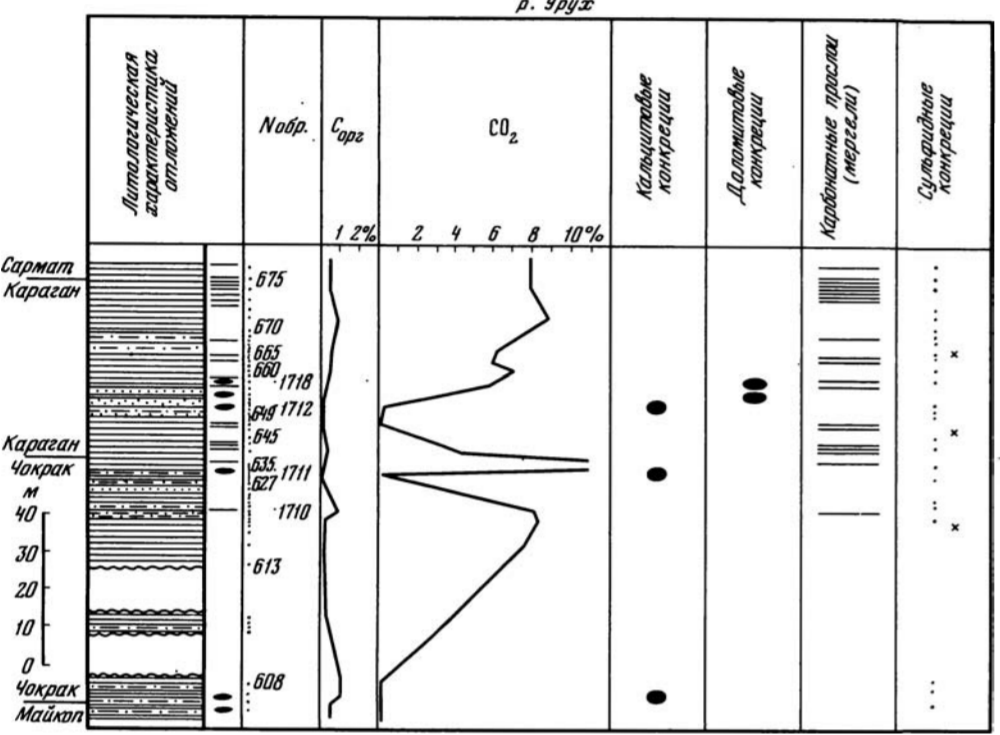 р. Урух
Литологическая
характеристика
отложений
N обр.
Cорг
CO2
Кальцитовые
конкреции
Доломитовые
конкреции
Карбонатные прослои
(мергели)
Сульфидные
конкреции
1 2%
2 4 6 8 10%
Сармат
Караган
675
670
665
660
1718
649 1712
645
Караган
Чокрак
635
1711
627
1710
613
608
м
40
30
20
10
0
Чокрак
Майкоп